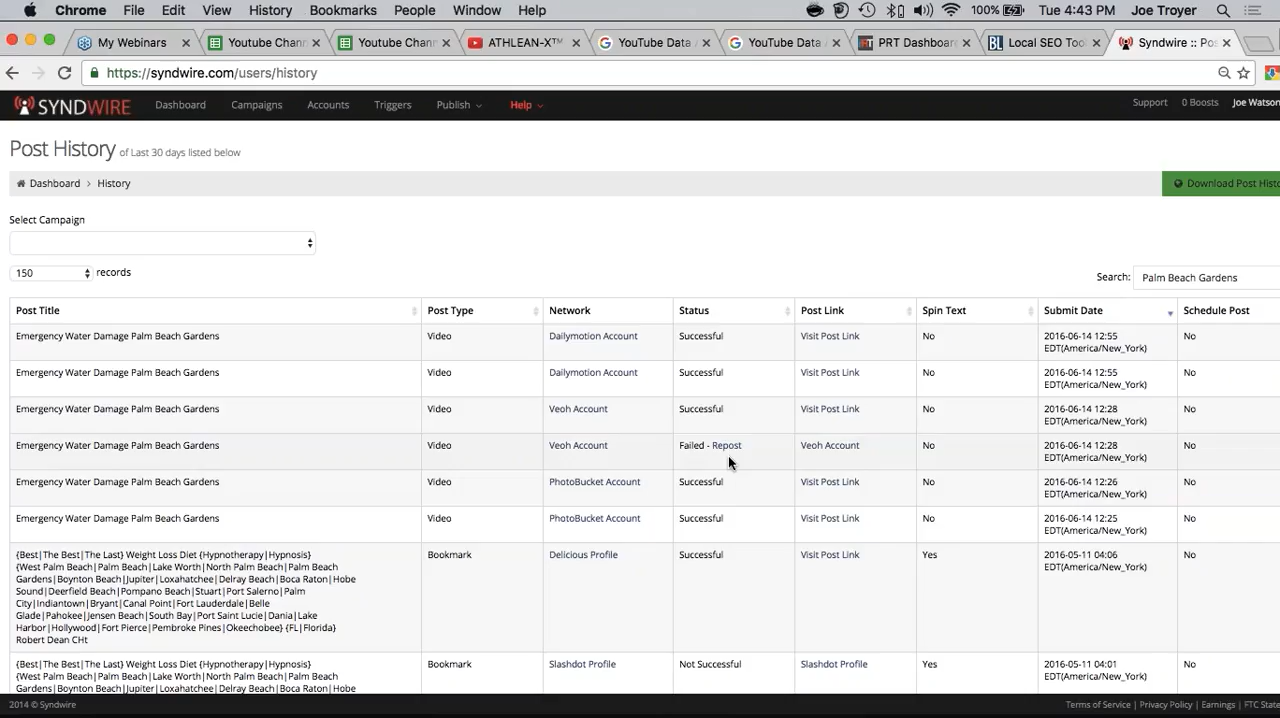 Chrome File Edit View History Bookmarks People Window Help 100% Tue 4:43 PM Joe Troyer
My Webinars Youtube Chan Youtube Chan ATHLEAN-X™ YouTube Data YouTube Data PRT Dashboar Local SEO Too Syndwire :: Pos
https://syndwire.com/users/history
SYNDWIRE Dashboard Campaigns Accounts Triggers Publish Help Support 0 Boosts Joe Watson
Post History of Last 30 days listed below
Dashboard > History Download Post Histo
Select Campaign
150 records
Search: Palm Beach Gardens
Post Title Post Type Network Status Post Link Spin Text Submit Date Schedule Post
Emergency Water Damage Palm Beach Gardens Video Dailymotion Account Successful Visit Post Link No 2016-06-14 12:55 No
EDT(America/New_York)
Emergency Water Damage Palm Beach Gardens Video Dailymotion Account Successful Visit Post Link No 2016-06-14 12:55 No
EDT(America/New_York)
Emergency Water Damage Palm Beach Gardens Video Veoh Account Successful Visit Post Link No 2016-06-14 12:28 No
EDT(America/New_York)
Emergency Water Damage Palm Beach Gardens Video Veoh Account Failed - Repost Veoh Account No 2016-06-14 12:28 No
EDT(America/New_York)
Emergency Water Damage Palm Beach Gardens Video PhotoBucket Account Successful Visit Post Link No 2016-06-14 12:26 No
EDT(America/New_York)
Emergency Water Damage Palm Beach Gardens Video PhotoBucket Account Successful Visit Post Link No 2016-06-14 12:25 No
EDT(America/New_York)
{Best|The Best|The Last} Weight Loss Diet {Hypnotherapy|Hypnosis} Bookmark Delicious Profile Successful Visit Post Link Yes 2016-05-11 04:06 No
{West Palm Beach|Palm Beach|Lake Worth|North Palm Beach|Palm Beach EDT(America/New_York)
Gardens|Boynton Beach|Jupiter|Loxahatchee|Delray Beach|Boca Raton|Hobe
Sound|Deerfield Beach|Pompano Beach|Stuart|Port Salerno|Palm
City|Indiantown|Bryant|Canal Point|Fort Lauderdale|Belle
Glade|Pahokee|Jensen Beach|South Bay|Port Saint Lucie|Dania|Lake
Harbor|Hollywood|Fort Pierce|Pembroke Pines|Okeechobee} {FL|Florida}
Robert Dean CHt
{Best|The Best|The Last} Weight Loss Diet {Hypnotherapy|Hypnosis} Bookmark Slashdot Profile Not Successful Slashdot Profile Yes 2016-05-11 04:01 No
{West Palm Beach|Palm Beach|Lake Worth|North Palm Beach|Palm Beach EDT(America/New_York)
Gardens|Boynton Beach|Jupiter|Loxahatchee|Delray Beach|Boca Raton|Hobe
2014 © Syndwire Terms of Service | Privacy Policy | Earnings | FTC State